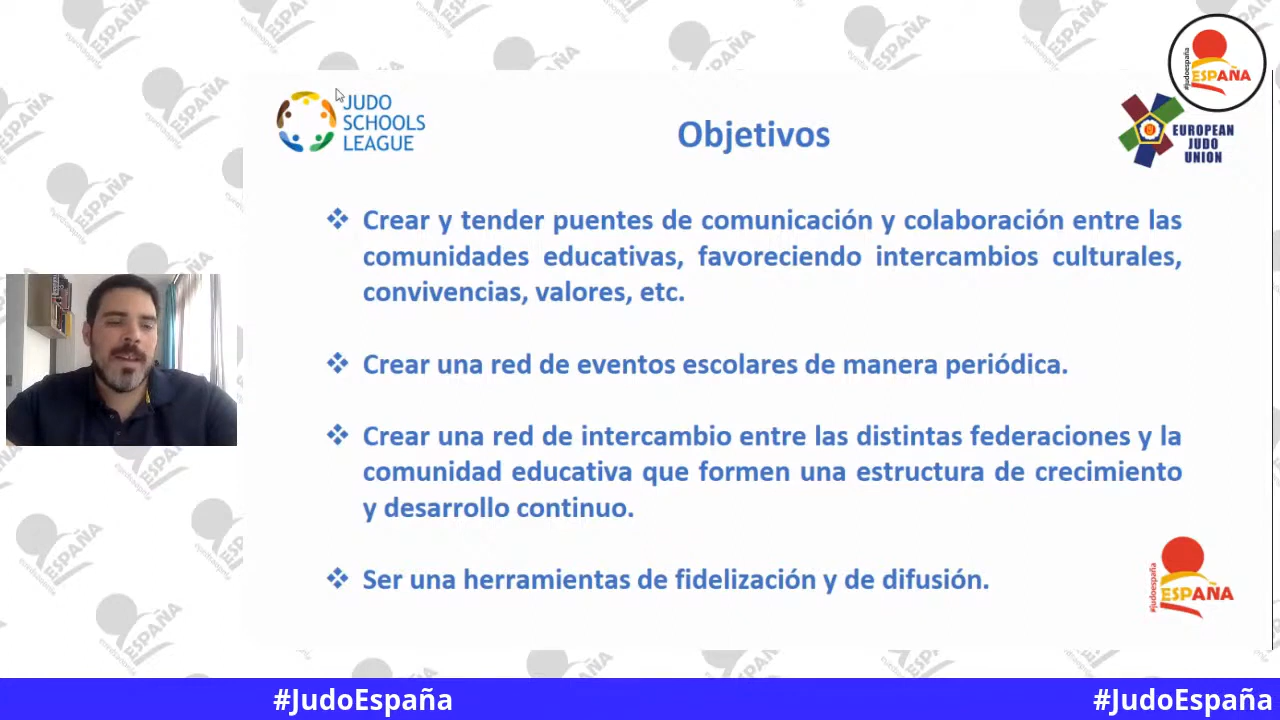 #judoespaña
ESPAÑA
JUDO
SCHOOLS
LEAGUE
Objetivos
EUROPEAN
JUDO
UNION
❖ Crear y tender puentes de comunicación y colaboración entre las
comunidades educativas, favoreciendo intercambios culturales,
convivencias, valores, etc.
❖ Crear una red de eventos escolares de manera periódica.
❖ Crear una red de intercambio entre las distintas federaciones y la
comunidad educativa que formen una estructura de crecimiento
y desarrollo continuo.
❖ Ser una herramientas de fidelización y de difusión.
#judoespaña
ESPAÑA
#JudoEspaña #JudoEspaña